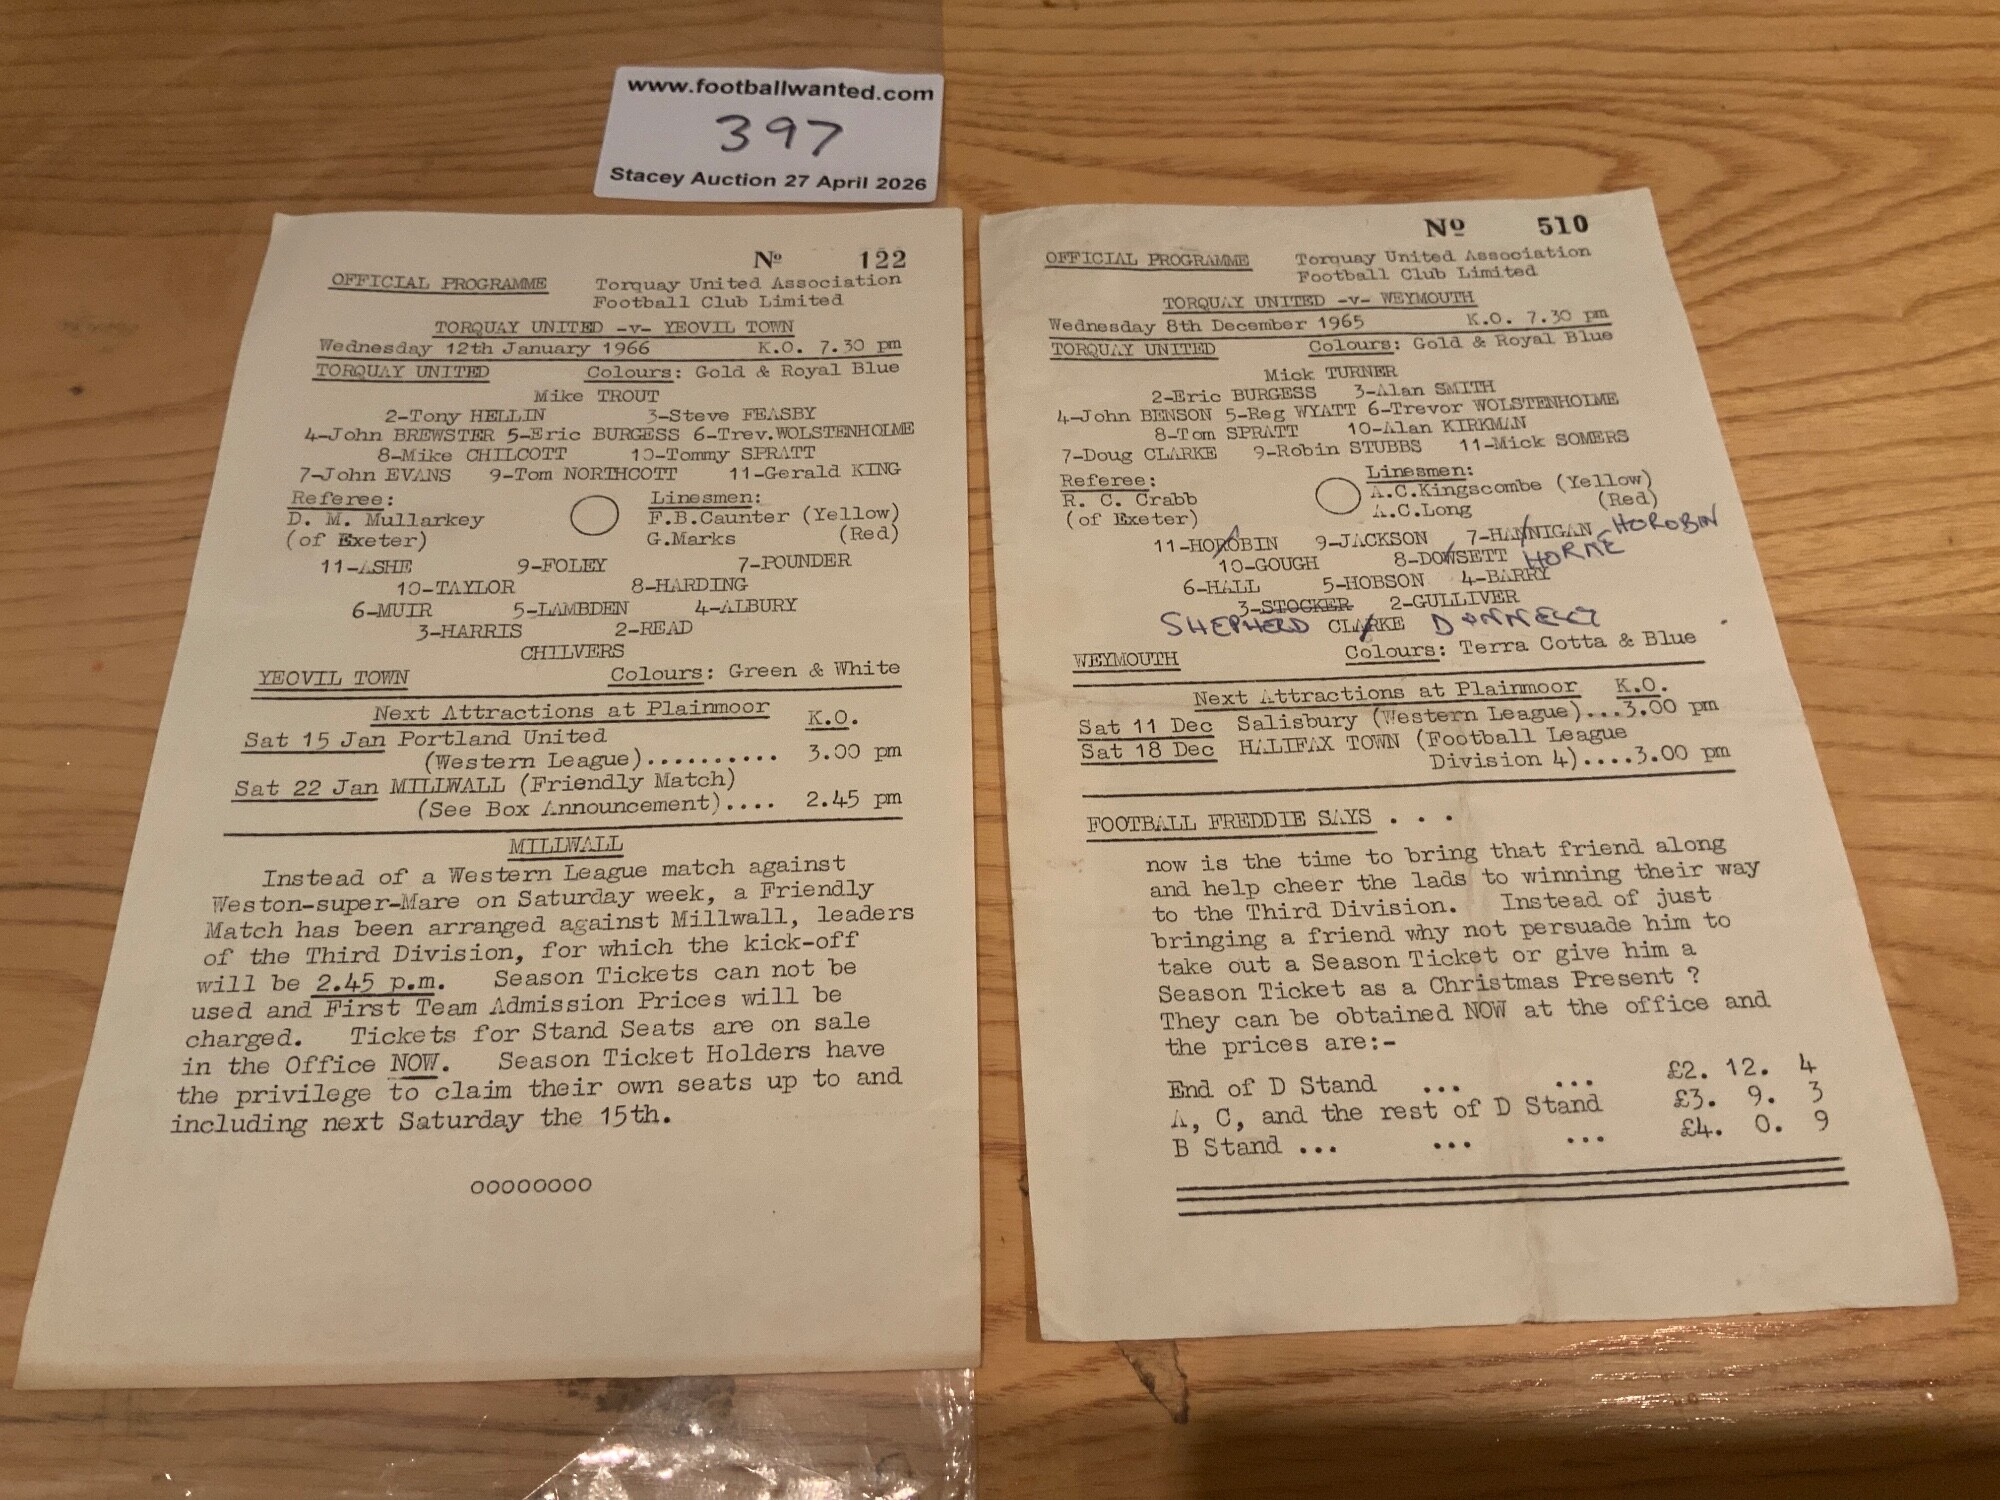 www.footballwanted.com
397
Stacey Auction 27 April 2026
Nº 122
OFFICIAL PROGRAMME Torquay United Association
Football Club Limited
TORQUAY UNITED -v- YEOVIL TOWN
Wednesday 12th January 1966 K.O. 7.30 pm
TORQUAY UNITED Colours: Gold & Royal Blue
Mike TROUT
2-Tony HELLIN 3-Steve FEASBY
4-John BREWSTER 5-Eric BURGESS 6-Trev.WOLSTENHOLME
8-Mike CHILCOTT 10-Tommy SPRATT
7-John EVANS 9-Tom NORTHCOTT 11-Gerald KING
Referee: Linesmen:
D. M. Mullarkey F.B.Caunter (Yellow)
(of Exeter) G.Marks (Red)
11-ASHE 9-FOLEY 7-POUNDER
10-TAYLOR 8-HARDING
6-MUIR 5-LAMBDEN 4-ALBURY
3-HARRIS 2-READ
CHILVERS
YEOVIL TOWN Colours: Green & White
Next Attractions at Plainmoor K.O.
Sat 15 Jan Portland United
(Western League).......... 3.00 pm
Sat 22 Jan MILLWALL (Friendly Match)
(See Box Announcement).... 2.45 pm
MILLWALL
Instead of a Western League match against
Weston-super-Mare on Saturday week, a Friendly
Match has been arranged against Millwall, leaders
of the Third Division, for which the kick-off
will be 2.45 p.m. Season Tickets can not be
used and First Team Admission Prices will be
charged. Tickets for Stand Seats are on sale
in the Office NOW. Season Ticket Holders have
the privilege to claim their own seats up to and
including next Saturday the 15th.
oooooooo
Nº 510
OFFICIAL PROGRAMME Torquay United Association
Football Club Limited
TORQUAY UNITED -v- WEYMOUTH
Wednesday 8th December 1965 K.O. 7.30 pm
TORQUAY UNITED Colours: Gold & Royal Blue
Mick TURNER
2-Eric BURGESS 3-Alan SMITH
4-John BENSON 5-Reg WYATT 6-Trevor WOLSTENHOLME
8-Tom SPRATT 10-Alan KIRKMAN
7-Doug CLARKE 9-Robin STUBBS 11-Mick SOMERS
Referee: Linesmen:
R. C. Crabb A.C.Kingscombe (Yellow)
(of Exeter) A.C.Long (Red)
11-HOROBIN 9-JACKSON 7-HANNIGAN - HOROBIN
10-GOUGH 8-DOWSETT HORNE
6-HALL 5-HOBSON 4-BARRY
3-STOCKER 2-GULLIVER
SHEPHERD CLARKE DONNELLY
WEYMOUTH Colours: Terra Cotta & Blue
Next Attractions at Plainmoor K.O.
Sat 11 Dec Salisbury (Western League)...3.00 pm
Sat 18 Dec HALIFAX TOWN (Football League
Division 4)....3.00 pm
FOOTBALL FREDDIE SAYS . . .
now is the time to bring that friend along
and help cheer the lads to winning their way
to the Third Division. Instead of just
bringing a friend why not persuade him to
take out a Season Ticket or give him a
Season Ticket as a Christmas Present ?
They can be obtained NOW at the office and
the prices are:-
End of D Stand ... ... £2. 12. 4
A, C, and the rest of D Stand £3. 9. 3
B Stand ... ... ... £4. 0. 9